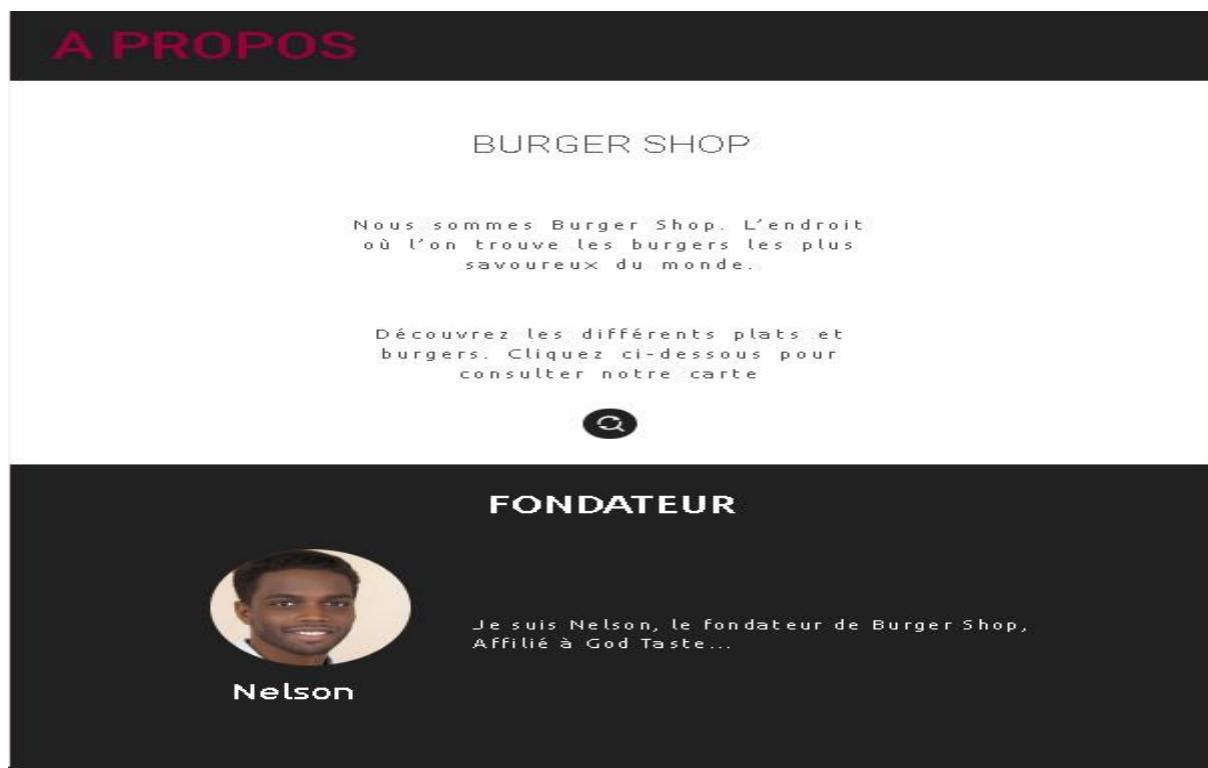 A PROPOS
BURGER SHOP
Nous sommes Burger Shop. L'endroit
où l'on trouve les burgers les plus
savoureux du monde.
Découvrez les différents plats et
burgers. Cliquez ci-dessous pour
consulter notre carte
FONDATEUR
Je suis Nelson, le fondateur de Burger Shop,
Affilié à God Taste...
Nelson